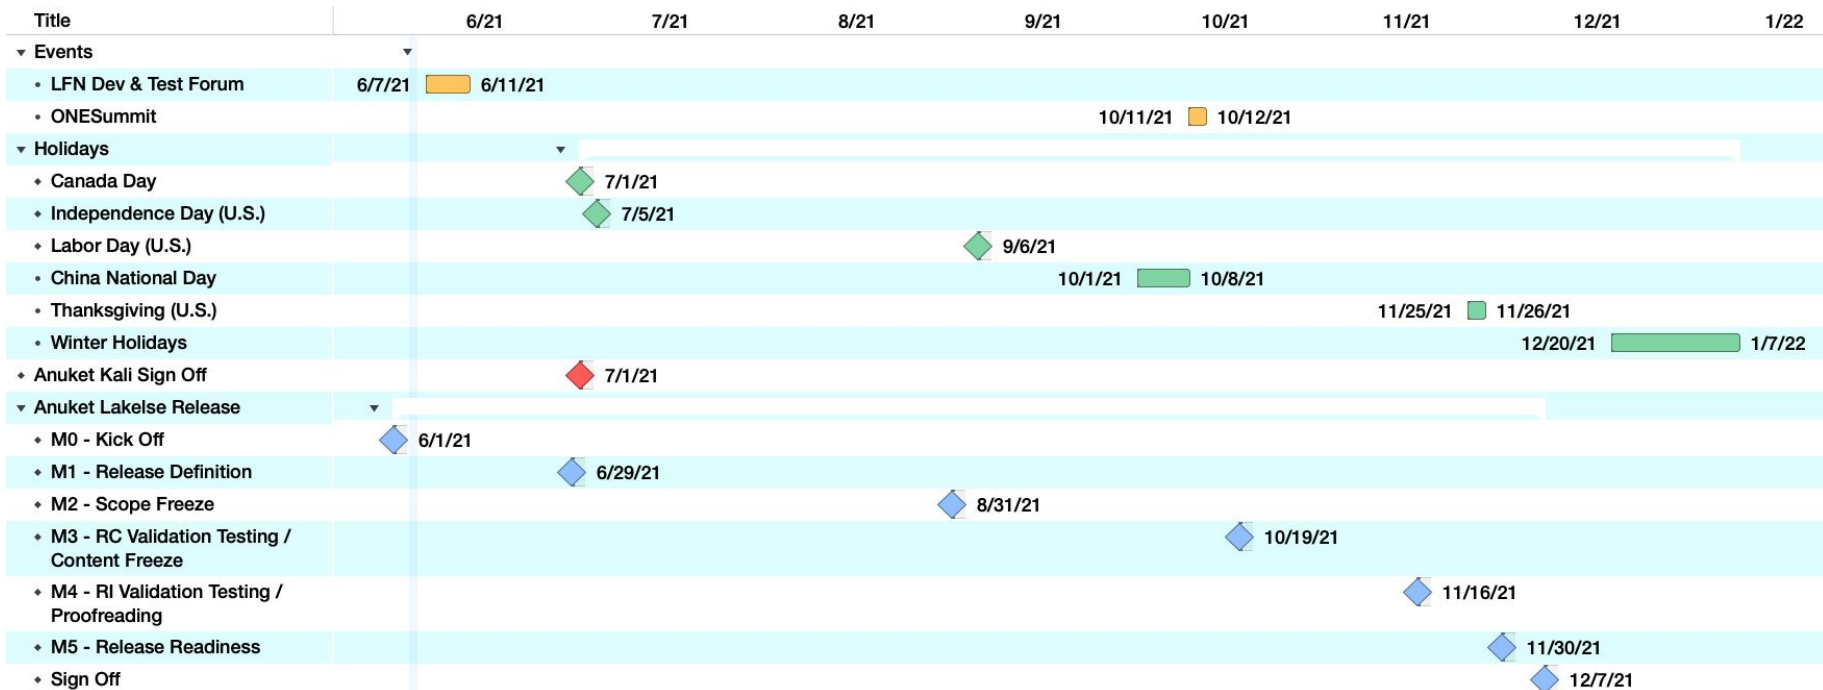 Title 6/21 7/21 8/21 9/21 10/21 11/21 12/21 1/22
Events
LFN Dev & Test Forum 6/7/21 6/11/21
ONESummit 10/11/21 10/12/21
Holidays
Canada Day 7/1/21
Independence Day (U.S.) 7/5/21
Labor Day (U.S.) 9/6/21
China National Day 10/1/21 10/8/21
Thanksgiving (U.S.) 11/25/21 11/26/21
Winter Holidays 12/20/21 1/7/22
Anuket Kali Sign Off 7/1/21
Anuket Lakelse Release
M0 - Kick Off 6/1/21
M1 - Release Definition 6/29/21
M2 - Scope Freeze 8/31/21
M3 - RC Validation Testing / 10/19/21
Content Freeze
M4 - RI Validation Testing / 11/16/21
Proofreading
M5 - Release Readiness 11/30/21
Sign Off 12/7/21